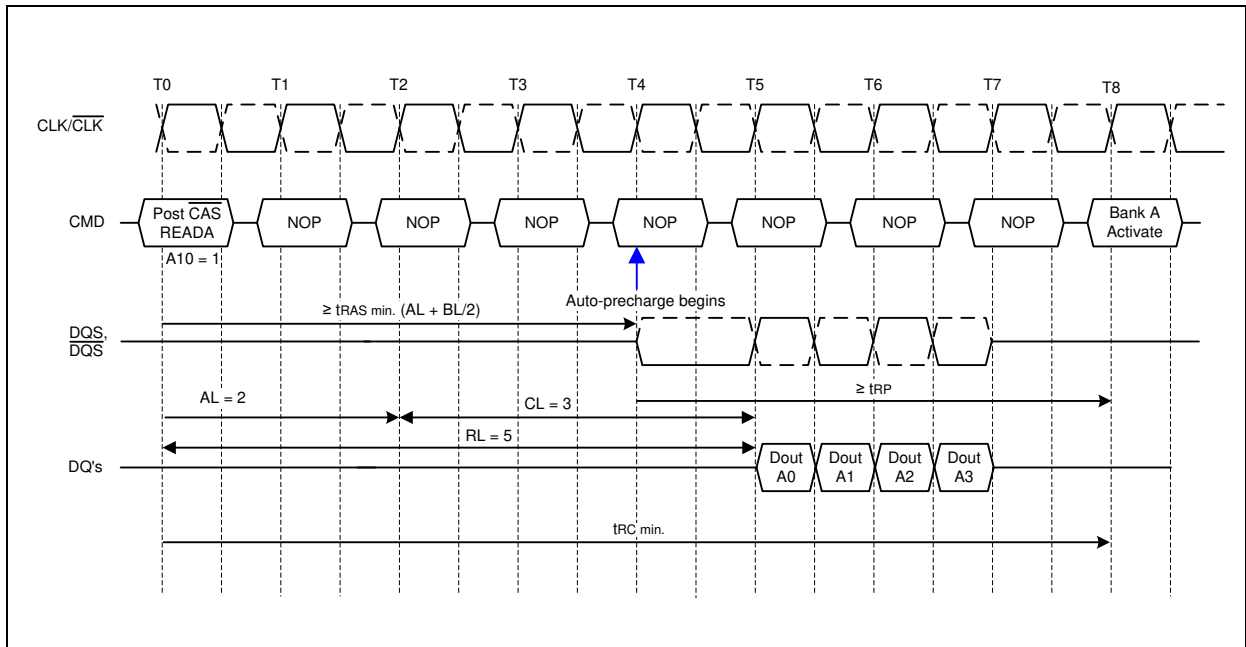 T0 T1 T2 T3 T4 T5 T6 T7 T8
CLK/CLK
CMD
Post CAS
READA
NOP NOP NOP NOP NOP NOP NOP
Bank A
Activate
A10 = 1
Auto-precharge begins
≥ tRAS min. (AL + BL/2)
DQS,
DQS
≥ tRP
AL = 2
CL = 3
RL = 5
DQ's
Dout
A0
Dout
A1
Dout
A2
Dout
A3
tRC min.